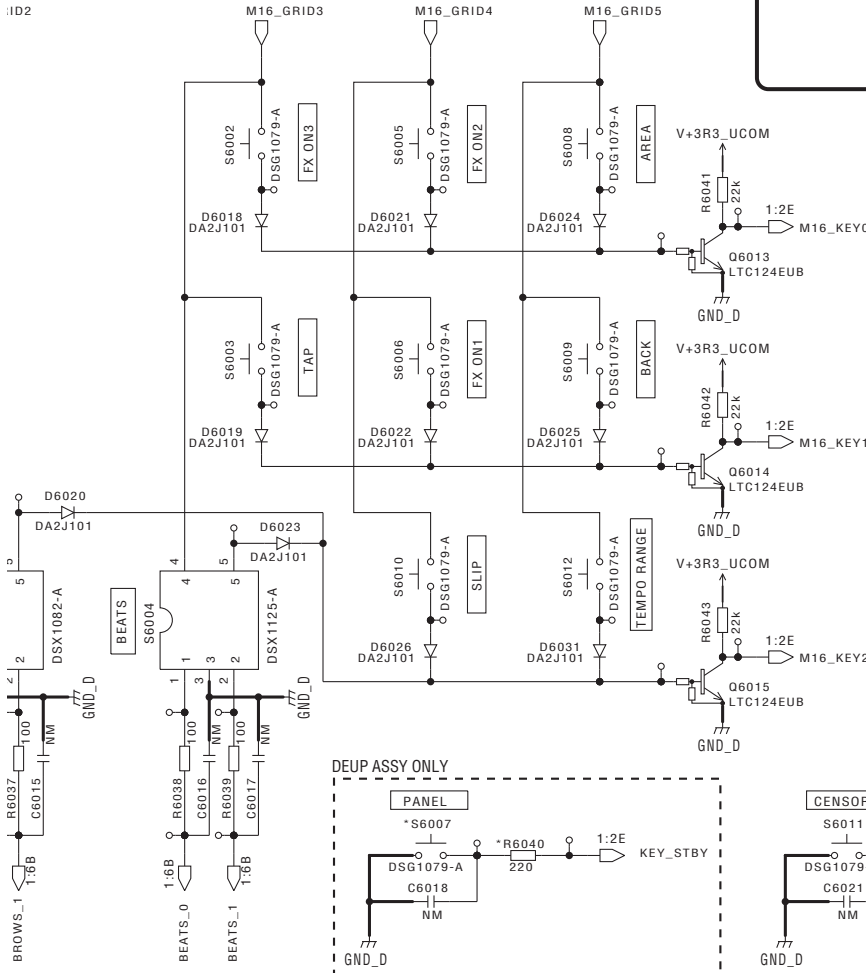 ID2
M16_GRID3
M16_GRID4
M16_GRID5
S6002
DSG1079-A
FX ON3
S6005
DSG1079-A
FX ON2
S6008
DSG1079-A
AREA
V+3R3_UCOM
R6041
22k
1:2E
M16_KEY0
D6018
DA2J101
D6021
DA2J101
D6024
DA2J101
Q6013
LTC124EUB
GND_D
S6003
DSG1079-A
TAP
S6006
DSG1079-A
FX ON1
S6009
DSG1079-A
BACK
V+3R3_UCOM
R6042
22k
1:2E
M16_KEY1
D6019
DA2J101
D6022
DA2J101
D6025
DA2J101
Q6014
LTC124EUB
GND_D
D6020
DA2J101
D6023
DA2J101
5
5
DSX1082-A
2
2
GND_D
BEATS
S6004
4
4
5
5
DSX1125-A
1
3
2
1
3
2
GND_D
S6010
DSG1079-A
SLIP
S6012
DSG1079-A
TEMPO RANGE
V+3R3_UCOM
R6043
22k
1:2E
M16_KEY2
D6026
DA2J101
D6031
DA2J101
Q6015
LTC124EUB
GND_D
R6037
100
C6015
NM
R6038
100
C6016
NM
R6039
100
C6017
NM
1:6B
BROWS_1
1:6B
BEATS_0
1:6B
BEATS_1
DEUP ASSY ONLY
PANEL
*S6007
DSG1079-A
C6018
NM
*R6040
220
1:2E
KEY_STBY
GND_D
CENSOR
S6011
DSG1079
C6021
NM
GND_D